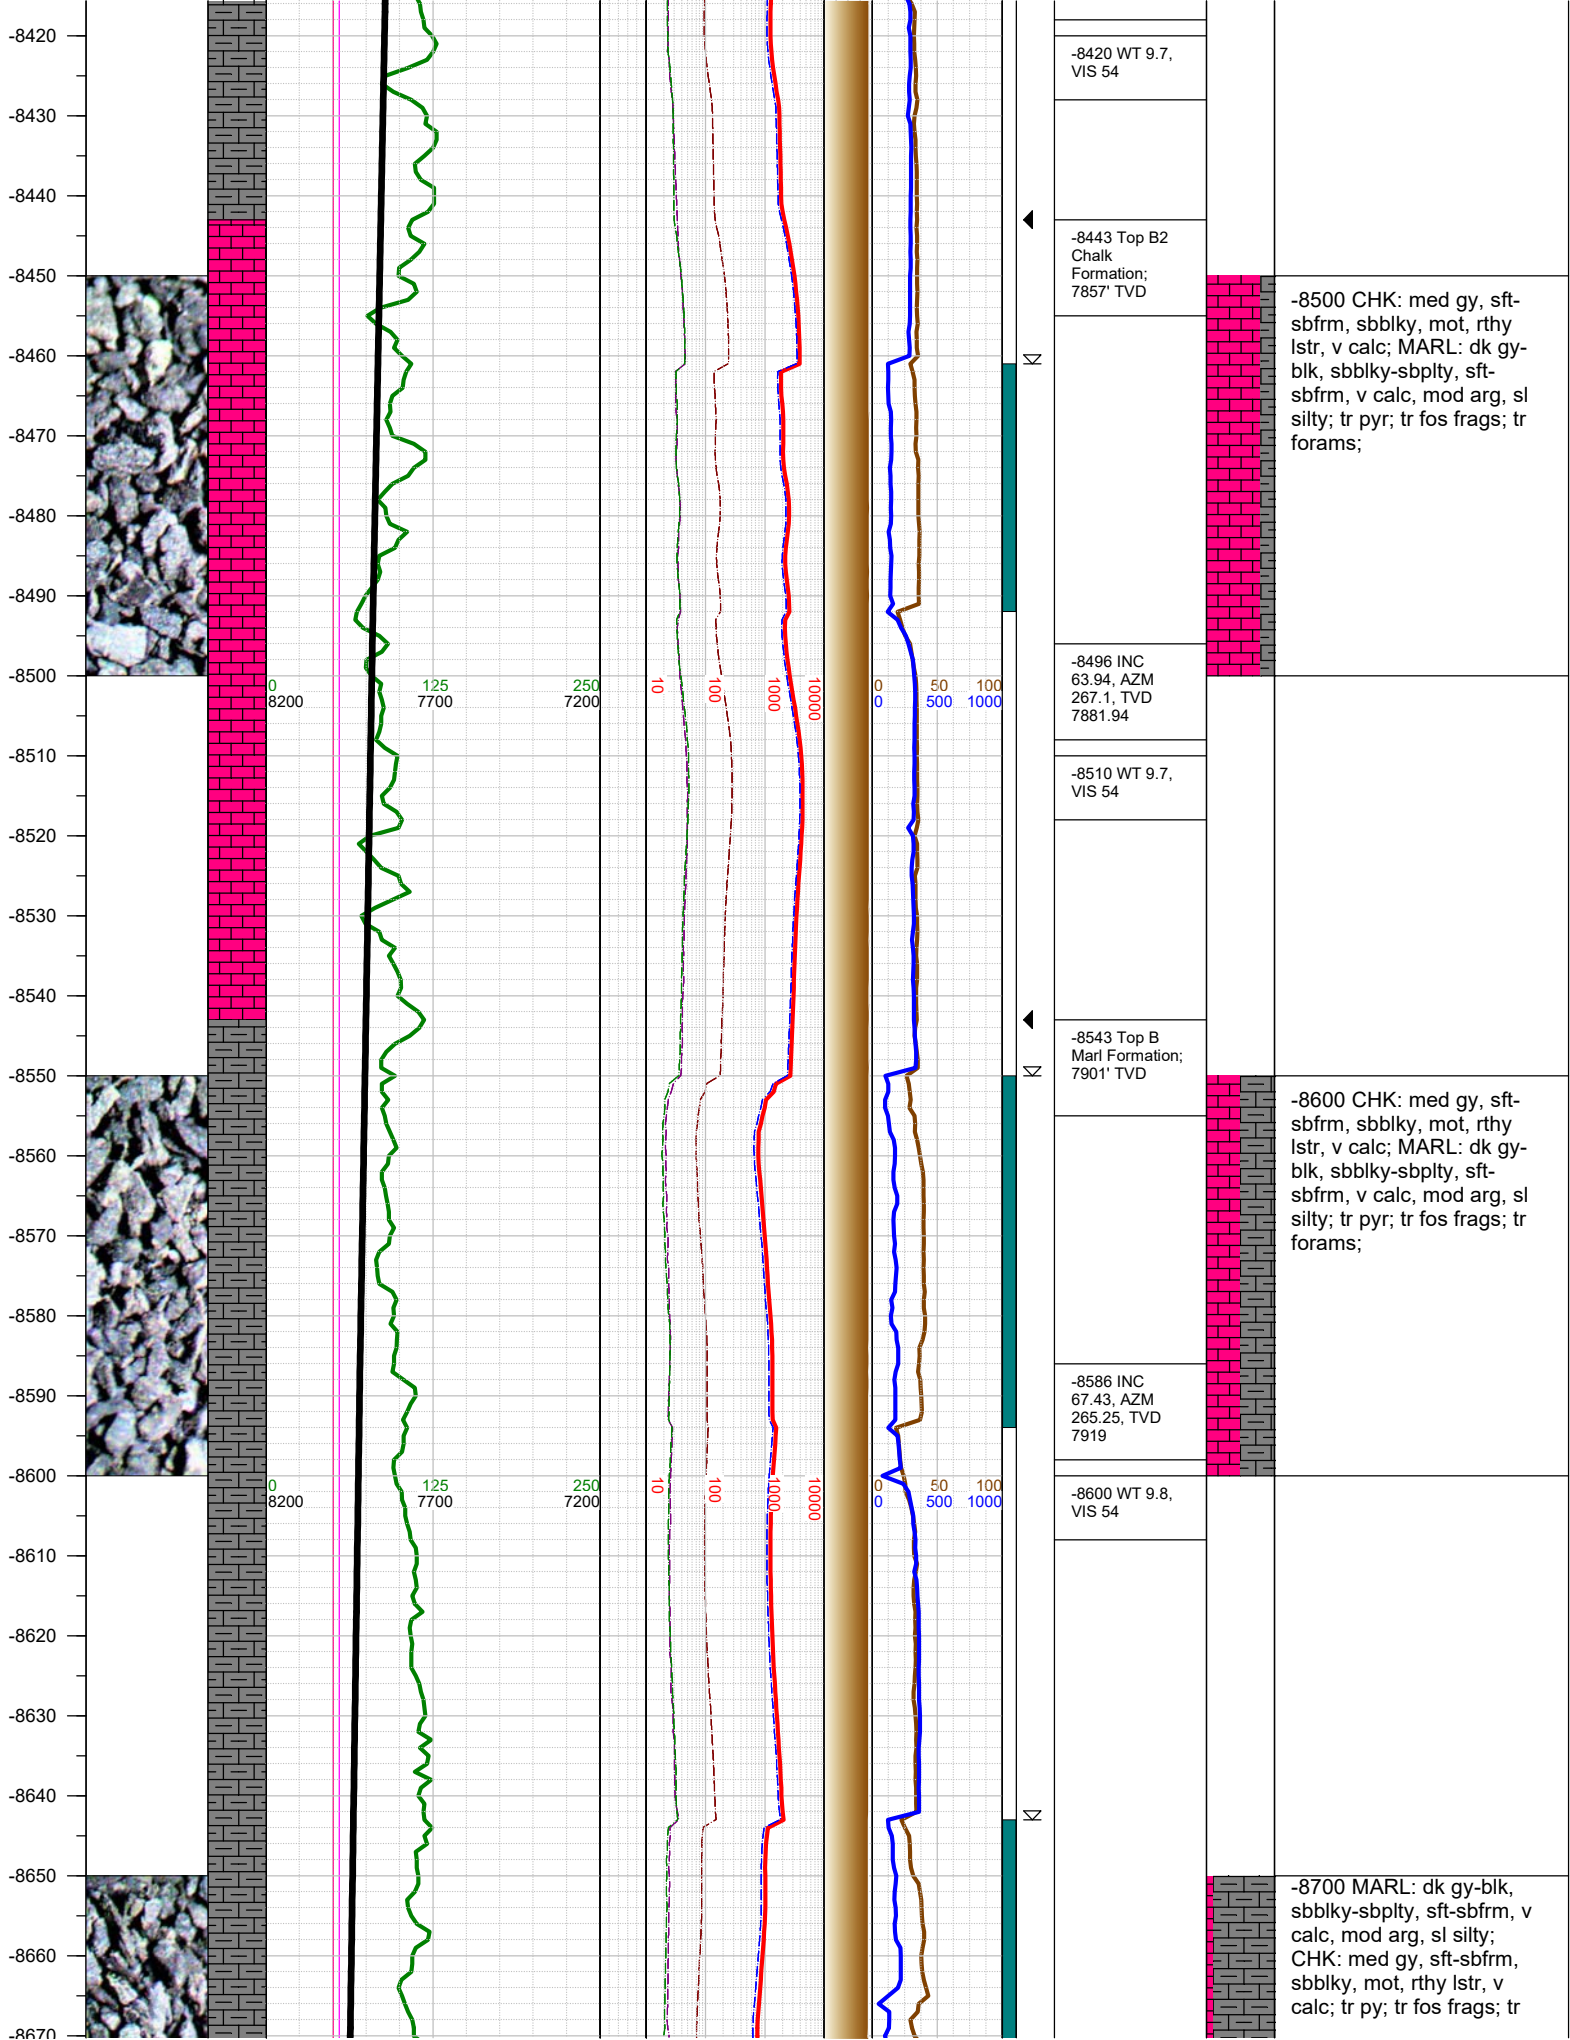 -8420
-8430
-8440
-8450
-8460
-8470
-8480
-8490
-8500
-8510
-8520
-8530
-8540
-8550
-8560
-8570
-8580
-8590
-8600
-8610
-8620
-8630
-8640
-8650
-8660
-8670
0 125 250
8200 7700 7200
10 100 1000 10000
0 50 100
0 500 1000
0 125 250
8200 7700 7200
10 100 1000 10000
0 50 100
0 500 1000
-8420 WT 9.7,
VIS 54
-8443 Top B2
Chalk
Formation;
7857' TVD
-8496 INC
63.94, AZM
267.1, TVD
7881.94
-8510 WT 9.7,
VIS 54
-8543 Top B
Marl Formation;
7901' TVD
-8586 INC
67.43, AZM
265.25, TVD
7919
-8600 WT 9.8,
VIS 54
-8500 CHK: med gy, sft-
sbfrm, sbblky, mot, rthy
lstr, v calc; MARL: dk gy-
blk, sbblky-sbplty, sft-
sbfrm, v calc, mod arg, sl
silty; tr pyr; tr fos frags; tr
forams;
-8600 CHK: med gy, sft-
sbfrm, sbblky, mot, rthy
lstr, v calc; MARL: dk gy-
blk, sbblky-sbplty, sft-
sbfrm, v calc, mod arg, sl
silty; tr pyr; tr fos frags; tr
forams;
-8700 MARL: dk gy-blk,
sbblky-sbplty, sft-sbfrm, v
calc, mod arg, sl silty;
CHK: med gy, sft-sbfrm,
sbblky, mot, rthy lstr, v
calc; tr py; tr fos frags; tr